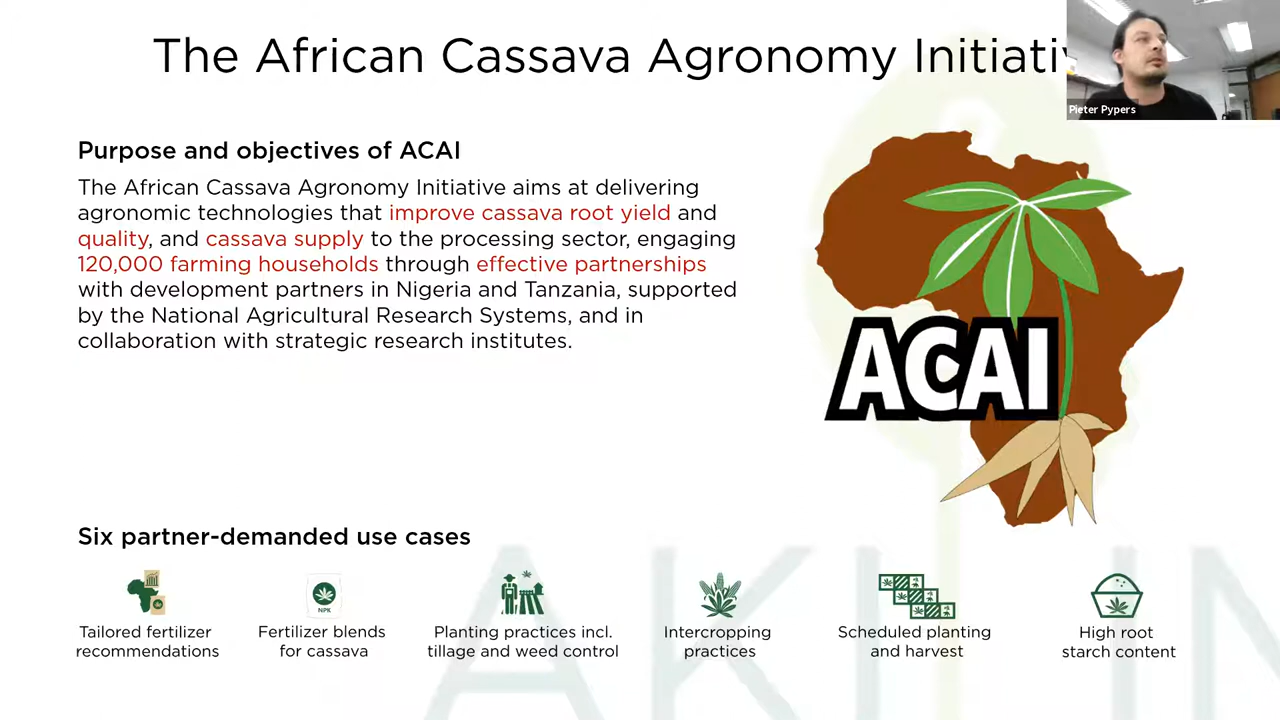 The African Cassava Agronomy Initiativ
Pieter Pypers
Purpose and objectives of ACAI
The African Cassava Agronomy Initiative aims at delivering
agronomic technologies that improve cassava root yield and
quality, and cassava supply to the processing sector, engaging
120,000 farming households through effective partnerships
with development partners in Nigeria and Tanzania, supported
by the National Agricultural Research Systems, and in
collaboration with strategic research institutes.
ACAI
Six partner-demanded use cases
NPK
Tailored fertilizer
recommendations
Fertilizer blends
for cassava
Planting practices incl.
tillage and weed control
Intercropping
practices
Scheduled planting
and harvest
High root
starch content